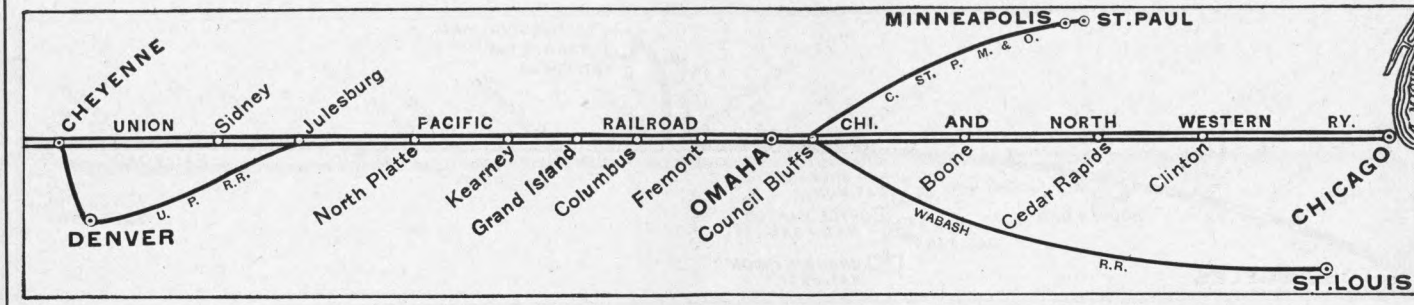 MINNEAPOLIS ST. PAUL
C. ST. P. M. & O.
CHEYENNE
UNION PACIFIC RAILROAD
CHI. AND NORTH WESTERN RY.
Sidney
Julesburg
North Platte
Kearney
Grand Island
Columbus
Fremont
OMAHA
Council Bluffs
Boone
Cedar Rapids
Clinton
CHICAGO
U. P. R.R.
DENVER
WABASH R.R.
ST. LOUIS